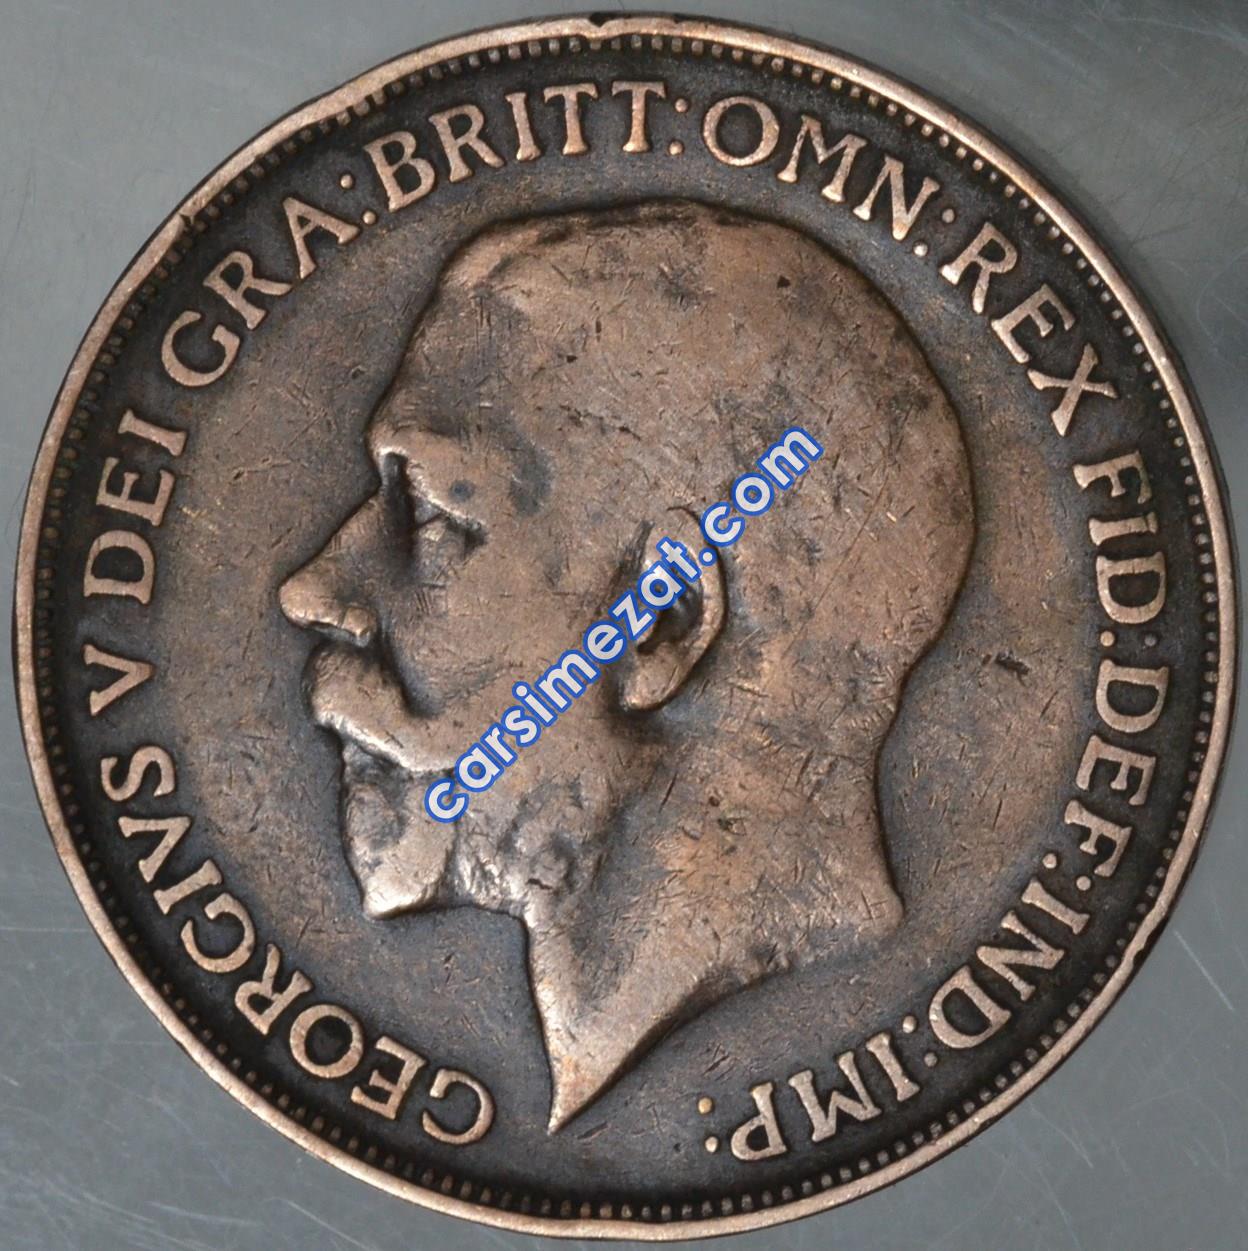 GEORGIVS V DEI GRA: BRITT: OMN: REX FID: DEF: IND: IMP:
carsimezat.com